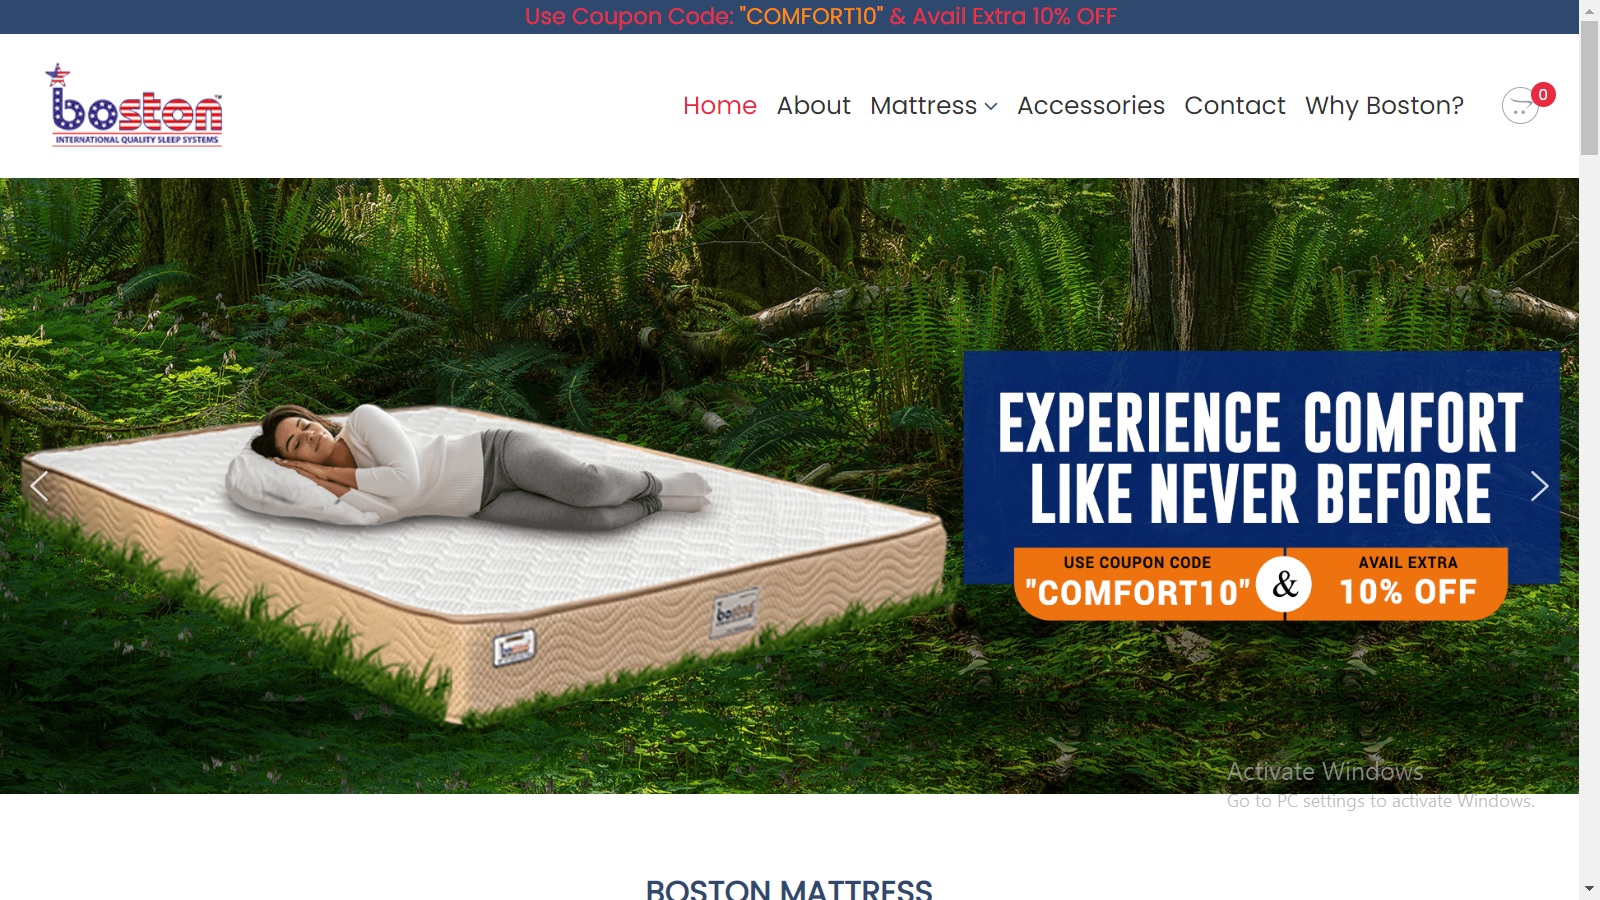 Use Coupon Code: "COMFORT10" & Avail Extra 10% OFF
boston
INTERNATIONAL QUALITY SLEEP SYSTEMS
Home About Mattress Accessories Contact Why Boston? 0
EXPERIENCE COMFORT
LIKE NEVER BEFORE
USE COUPON CODE
"COMFORT10"
&
AVAIL EXTRA
10% OFF
boston
boston
Activate Windows
Go to PC settings to activate Windows.
BOSTON MATTRESS